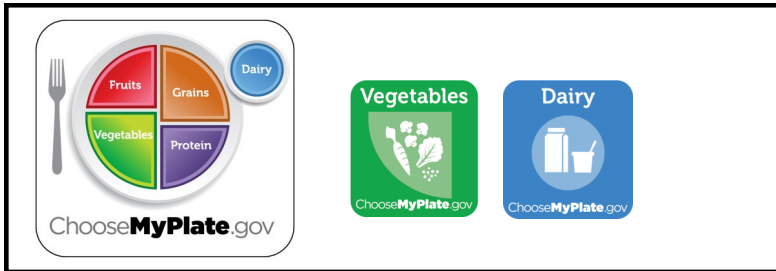 Fruits
Grains
Dairy
Vegetables
Protein
ChooseMyPlate.gov
Vegetables
ChooseMyPlate.gov
Dairy
ChooseMyPlate.gov